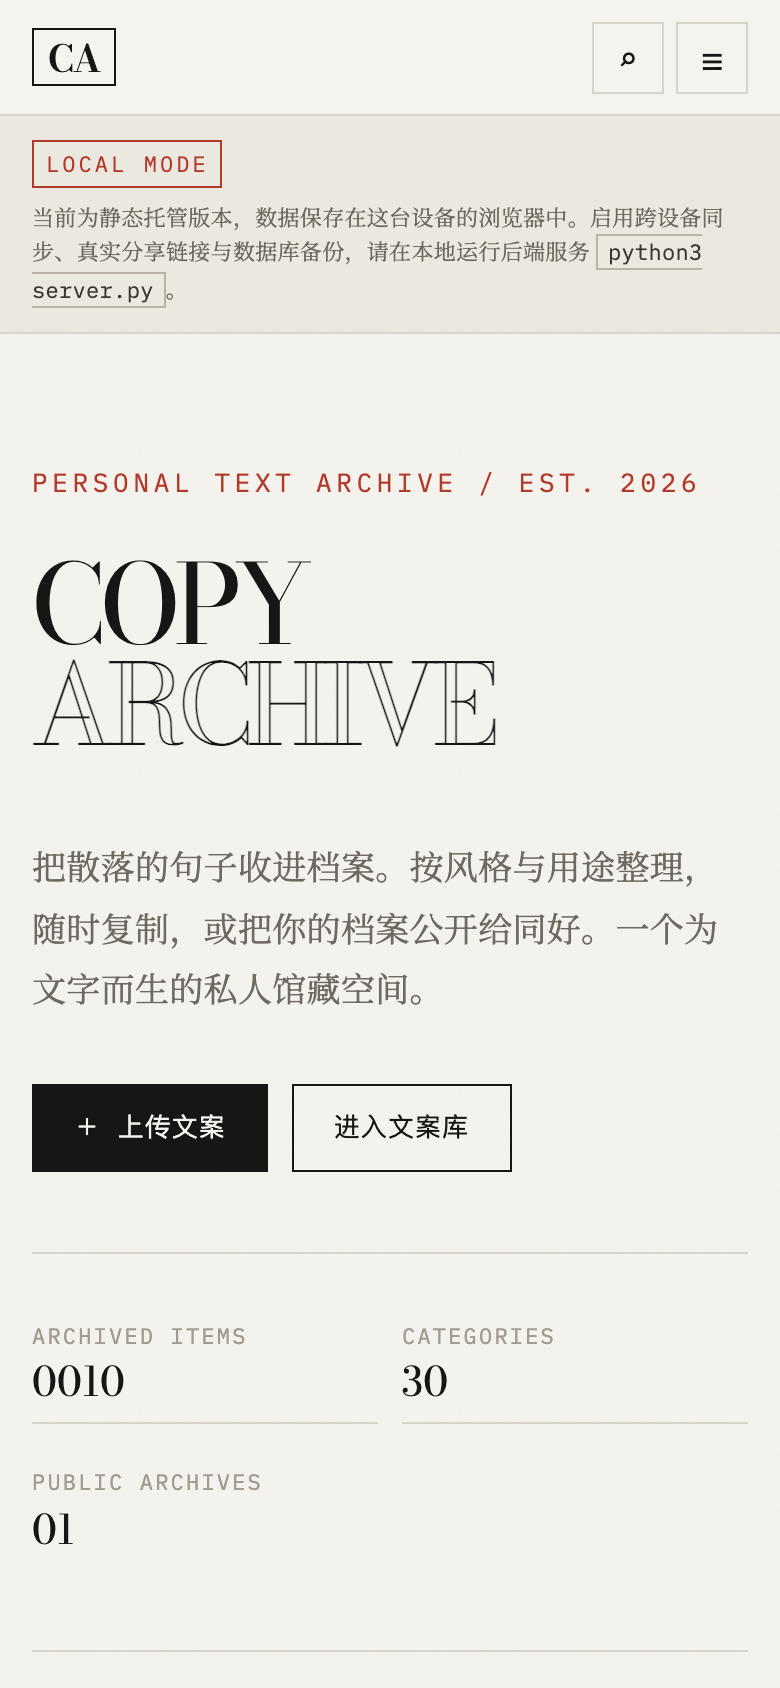 CA
LOCAL MODE
当前为静态托管版本，数据保存在这台设备的浏览器中。启用跨设备同
步、真实分享链接与数据库备份，请在本地运行后端服务 python3
server.py 。
PERSONAL TEXT ARCHIVE / EST. 2026
COPY
ARCHIVE
把散落的句子收进档案。按风格与用途整理，
随时复制，或把你的档案公开给同好。一个为
文字而生的私人馆藏空间。
+ 上传文案
进入文案库
ARCHIVED ITEMS
0010
CATEGORIES
30
PUBLIC ARCHIVES
01